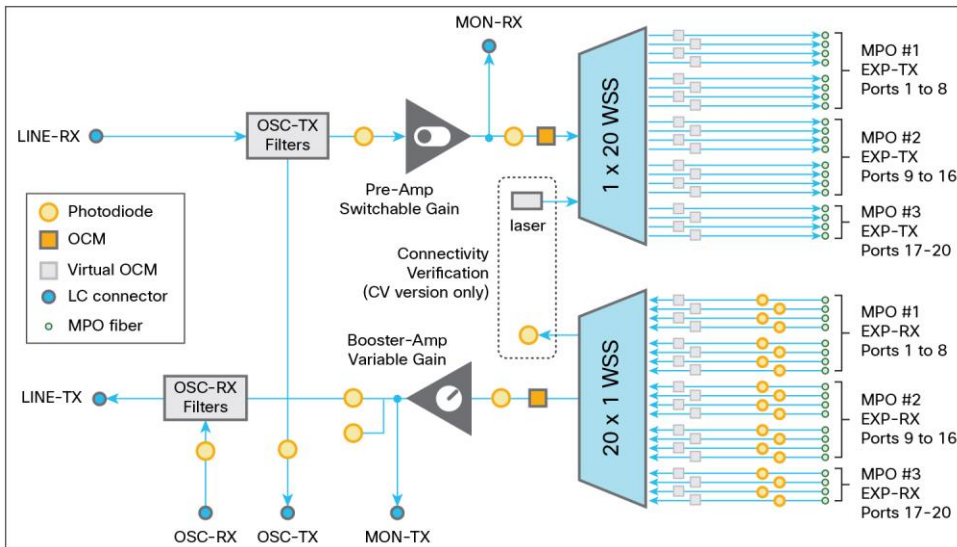 MON-RX
LINE-RX
OSC-TX
Filters
Pre-Amp
Switchable Gain
1 x 20 WSS
MPO #1
EXP-TX
Ports 1 to 8
MPO #2
EXP-TX
Ports 9 to 16
MPO #3
EXP-TX
Ports 17-20
Photodiode
OCM
Virtual OCM
LC connector
MPO fiber
laser
Connectivity
Verification
(CV version only)
Booster-Amp
Variable Gain
LINE-TX
OSC-RX
Filters
20 x 1 WSS
MPO #1
EXP-RX
Ports 1 to 8
MPO #2
EXP-RX
Ports 9 to 16
MPO #3
EXP-RX
Ports 17-20
OSC-RX
OSC-TX
MON-TX